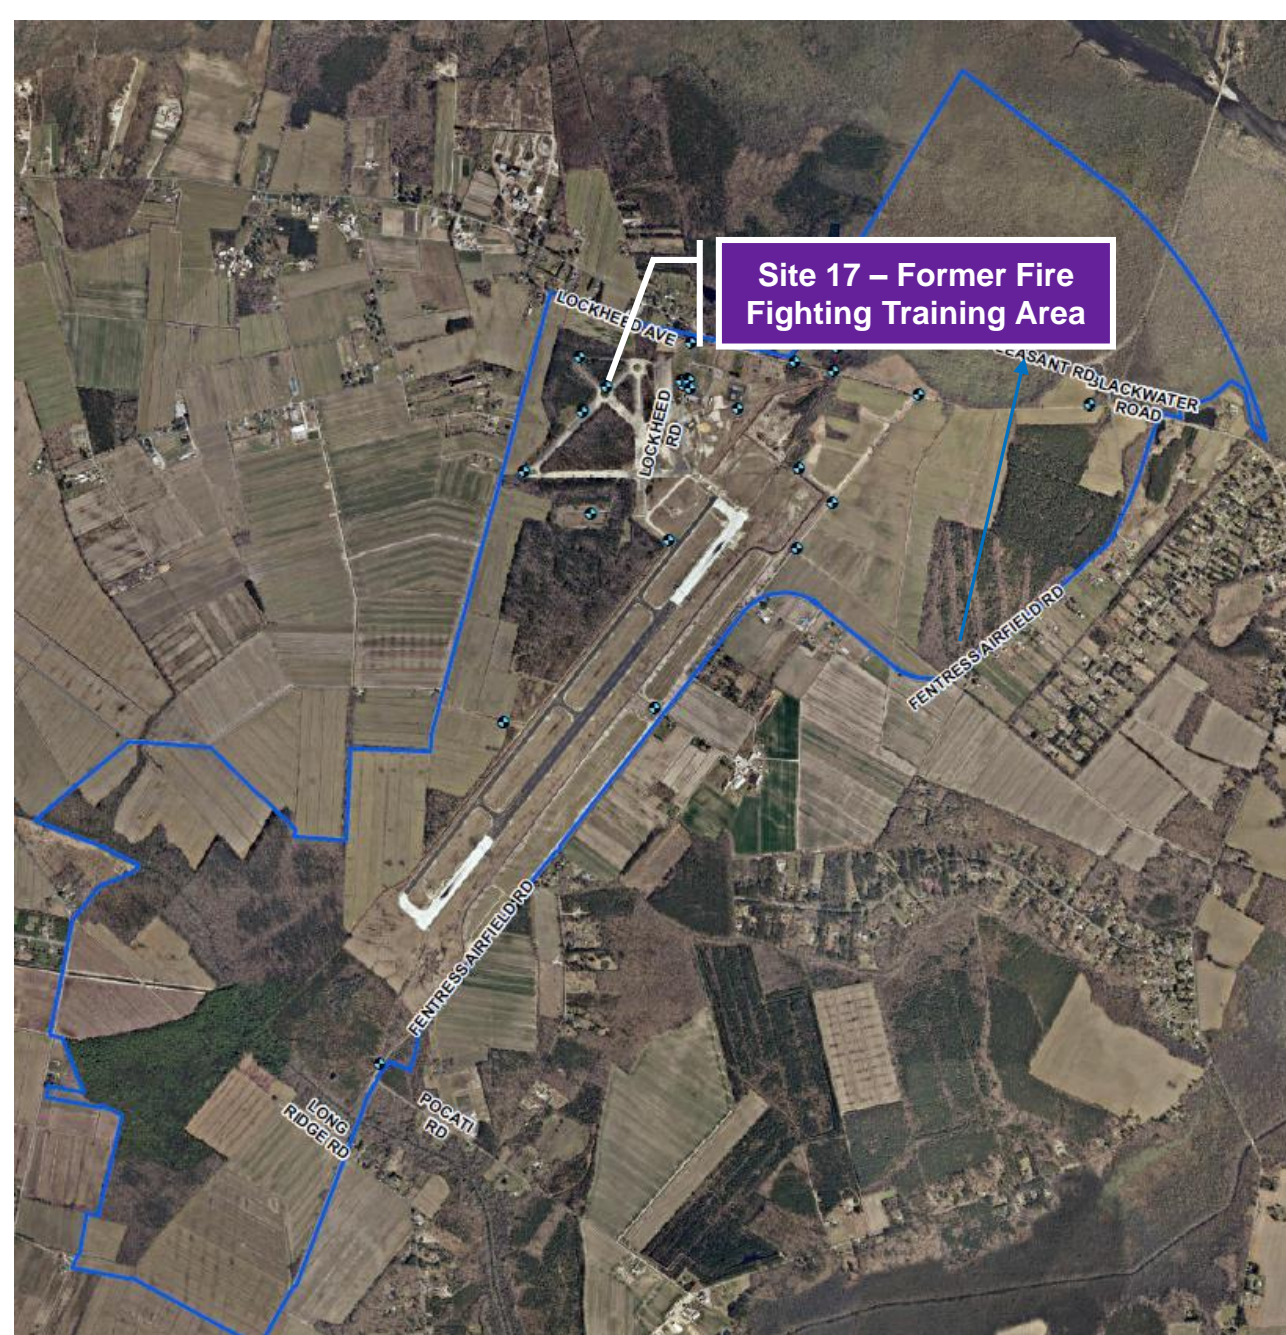 Site 17 – Former Fire
Fighting Training Area
LOCKHEED AVE
LOCKHEED
RD
BLACKWATER
ROAD
FENTRESS AIRFIELD RD
FENTRESS AIRFIELD RD
LONG
RIDGE RD
POCATI
RD